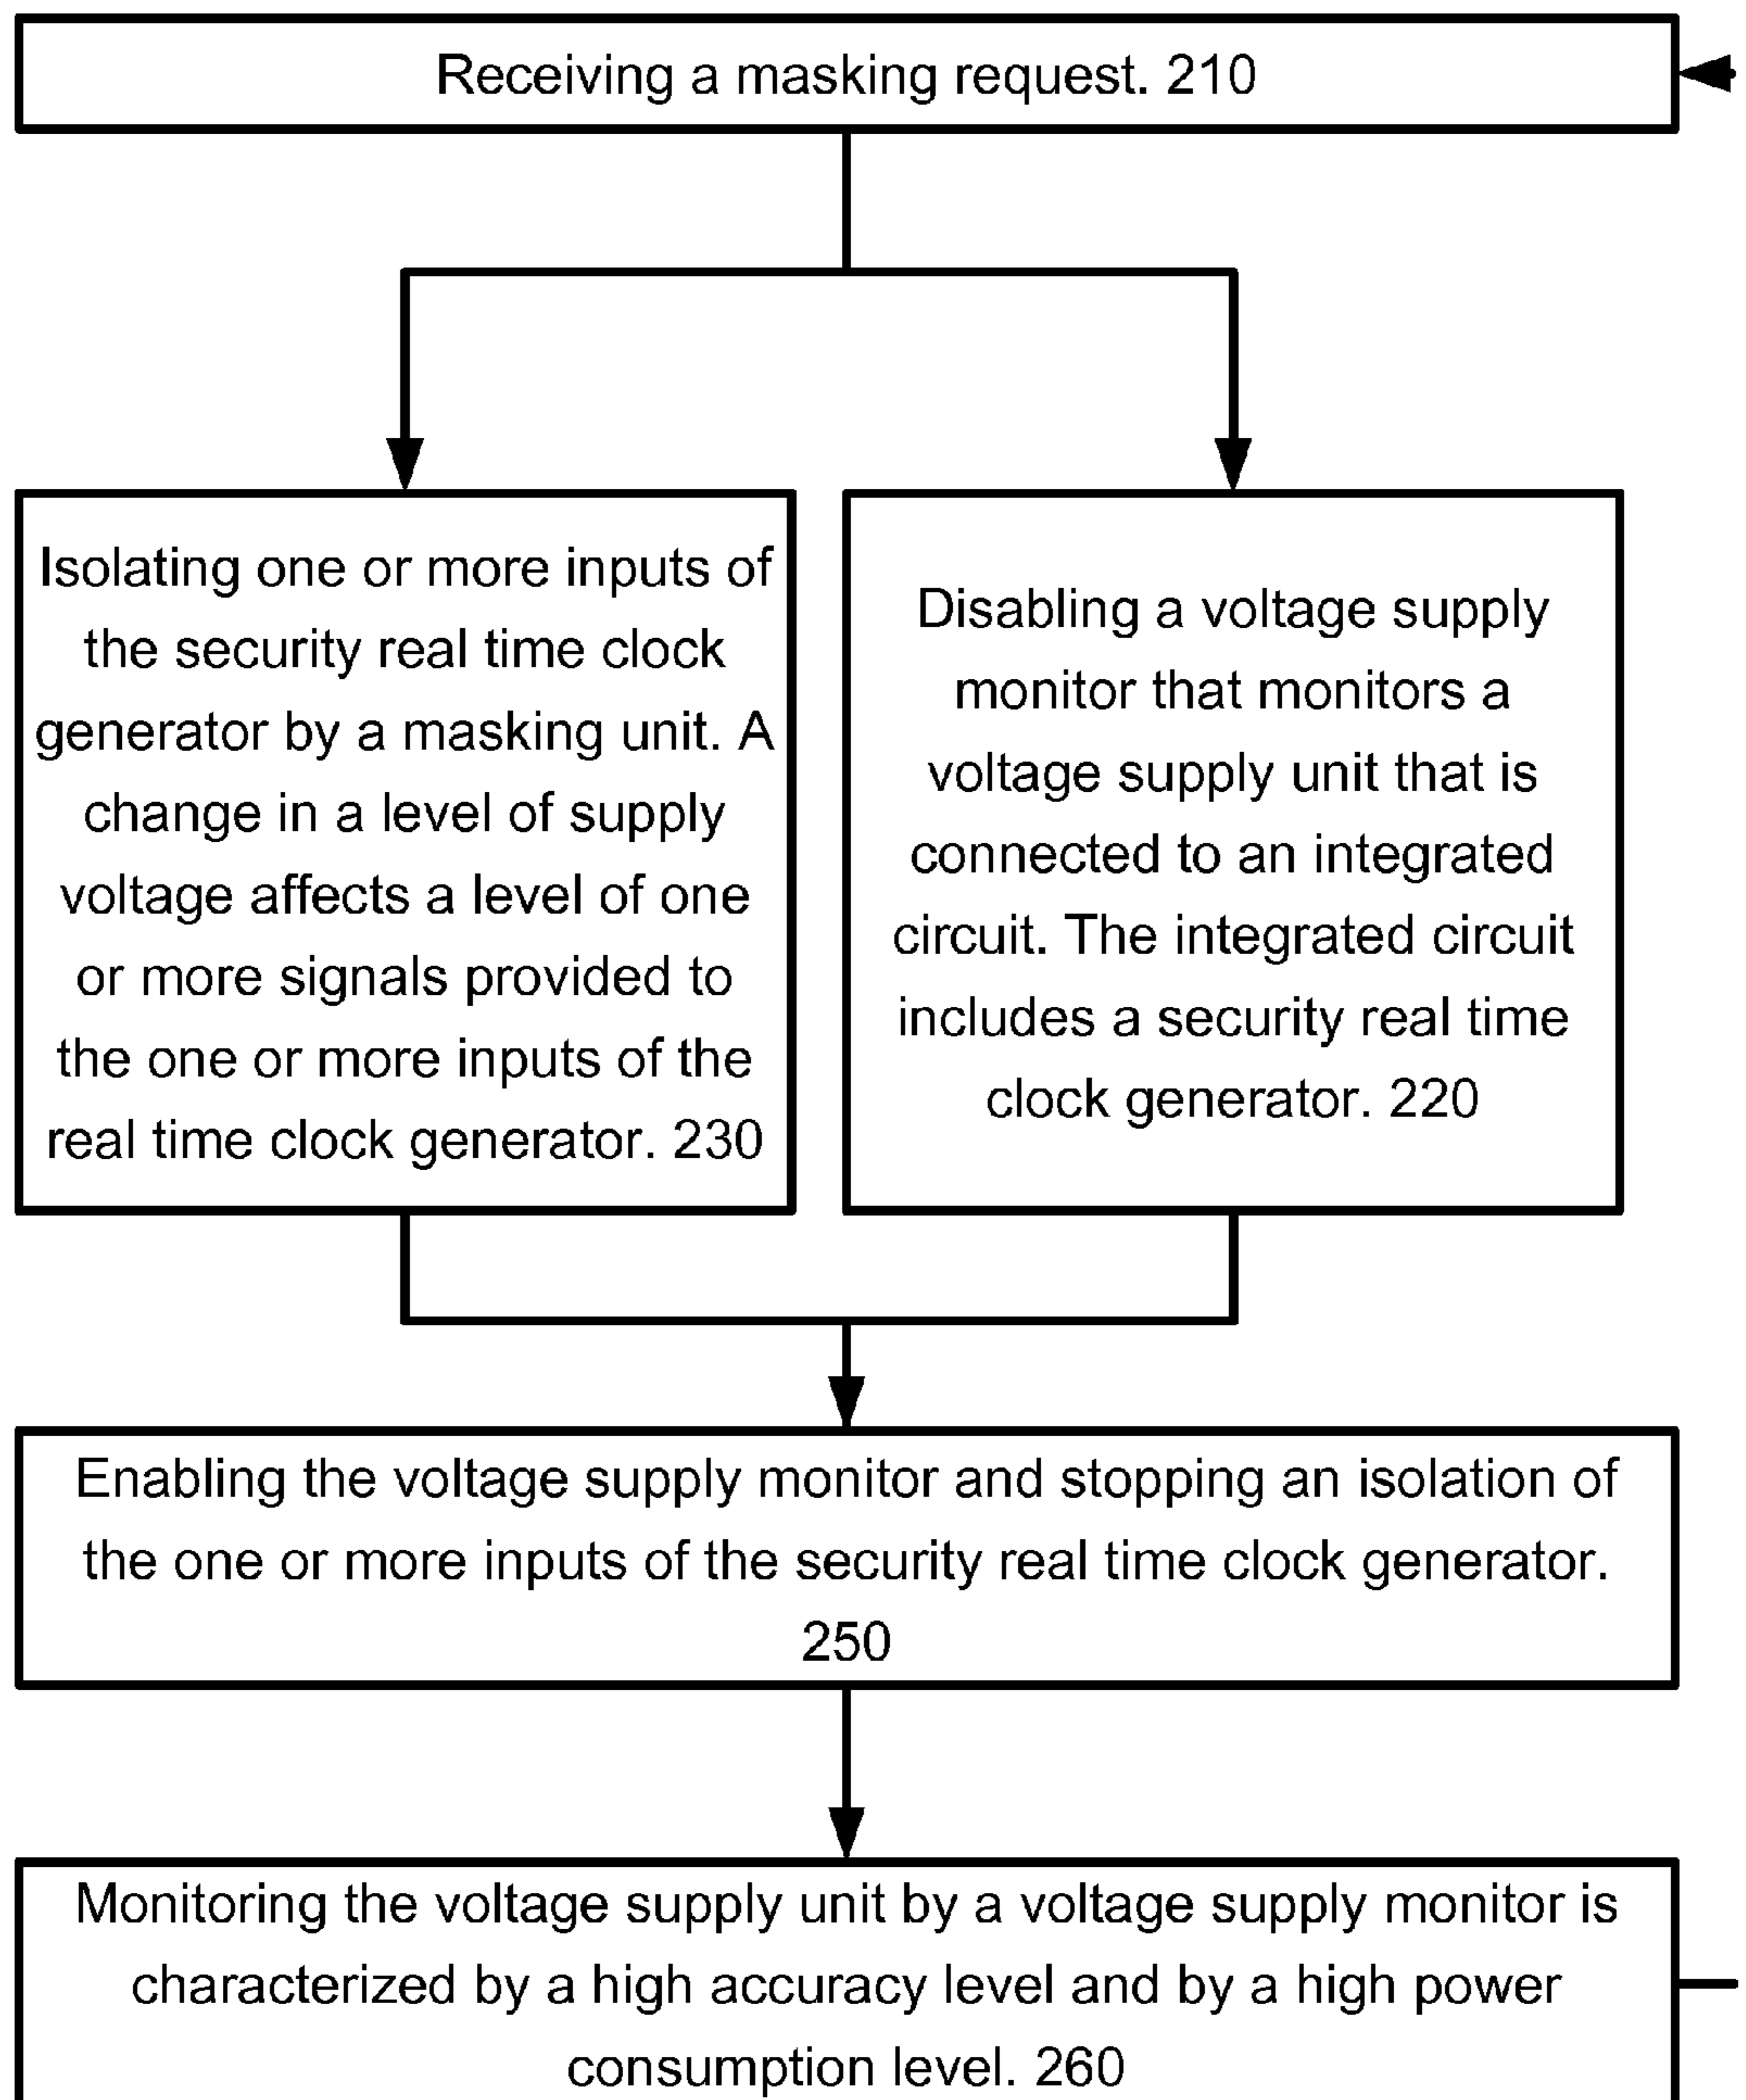 Receiving a masking request. 210
Isolating one or more inputs of
the security real time clock
generator by a masking unit. A
change in a level of supply
voltage affects a level of one
or more signals provided to
the one or more inputs of the
real time clock generator. 230
Disabling a voltage supply
monitor that monitors a
voltage supply unit that is
connected to an integrated
circuit. The integrated circuit
includes a security real time
clock generator. 220
Enabling the voltage supply monitor and stopping an isolation of
the one or more inputs of the security real time clock generator.
250
Monitoring the voltage supply unit by a voltage supply monitor is
characterized by a high accuracy level and by a high power
consumption level. 260